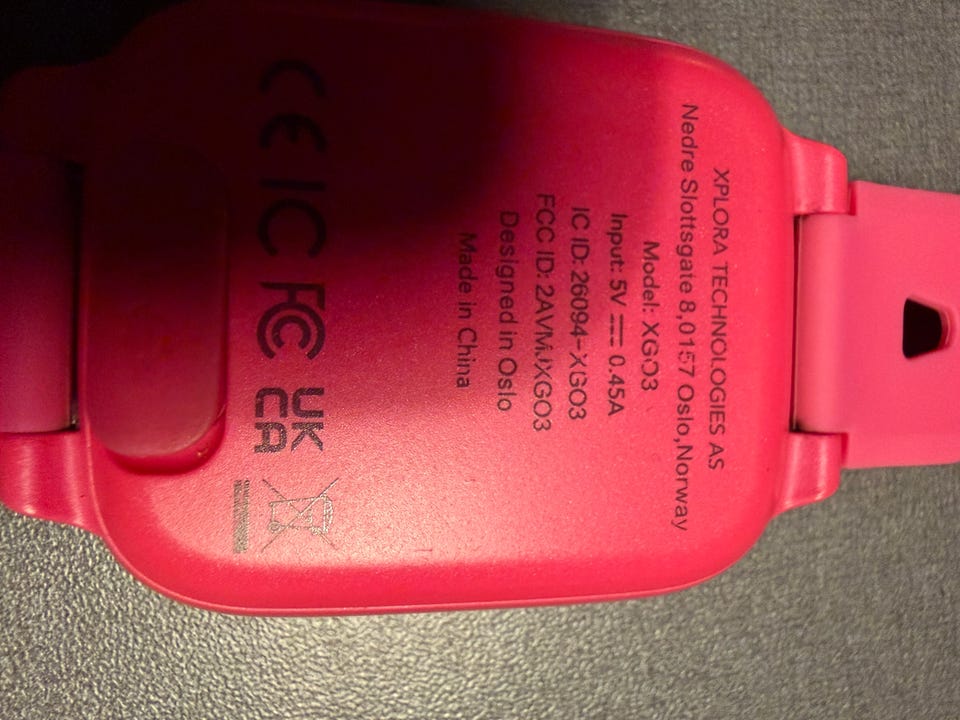 XPLORA TECHNOLOGIES AS
Nedre Slottsgate 8,0157 Oslo,Norway
Model: XGO3
Input: 5V ⎓ 0.45A
IC ID: 26094-XGO3
FCC ID: 2AVMJXGO3
Designed in Oslo
Made in China
CE IC FC UK
CA